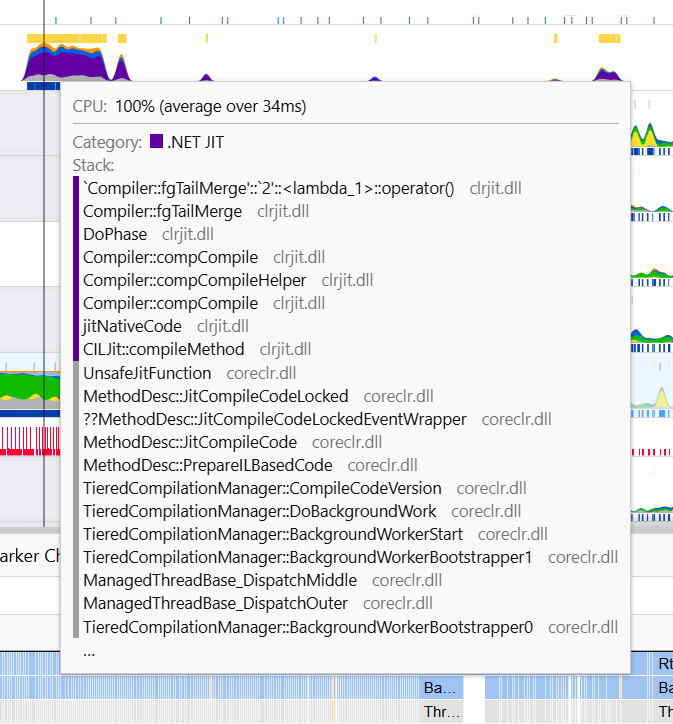 CPU: 100% (average over 34ms)
Category: .NET JIT
Stack:
`Compiler::fgTailMerge'::`2'::<lambda_1>::operator() clrjit.dll
Compiler::fgTailMerge clrjit.dll
DoPhase clrjit.dll
Compiler::compCompile clrjit.dll
Compiler::compCompileHelper clrjit.dll
Compiler::compCompile clrjit.dll
jitNativeCode clrjit.dll
CILJit::compileMethod clrjit.dll
UnsafeJitFunction coreclr.dll
MethodDesc::JitCompileCodeLocked coreclr.dll
??MethodDesc::JitCompileCodeLockedEventWrapper coreclr.dll
MethodDesc::JitCompileCode coreclr.dll
MethodDesc::PrepareILBasedCode coreclr.dll
TieredCompilationManager::CompileCodeVersion coreclr.dll
TieredCompilationManager::DoBackgroundWork coreclr.dll
TieredCompilationManager::BackgroundWorkerStart coreclr.dll
TieredCompilationManager::BackgroundWorkerBootstrapper1 coreclr.dll
ManagedThreadBase_DispatchMiddle coreclr.dll
ManagedThreadBase_DispatchOuter coreclr.dll
TieredCompilationManager::BackgroundWorkerBootstrapper0 coreclr.dll
...
arker Ch
Rt
Ba... Ba
Thr... Th